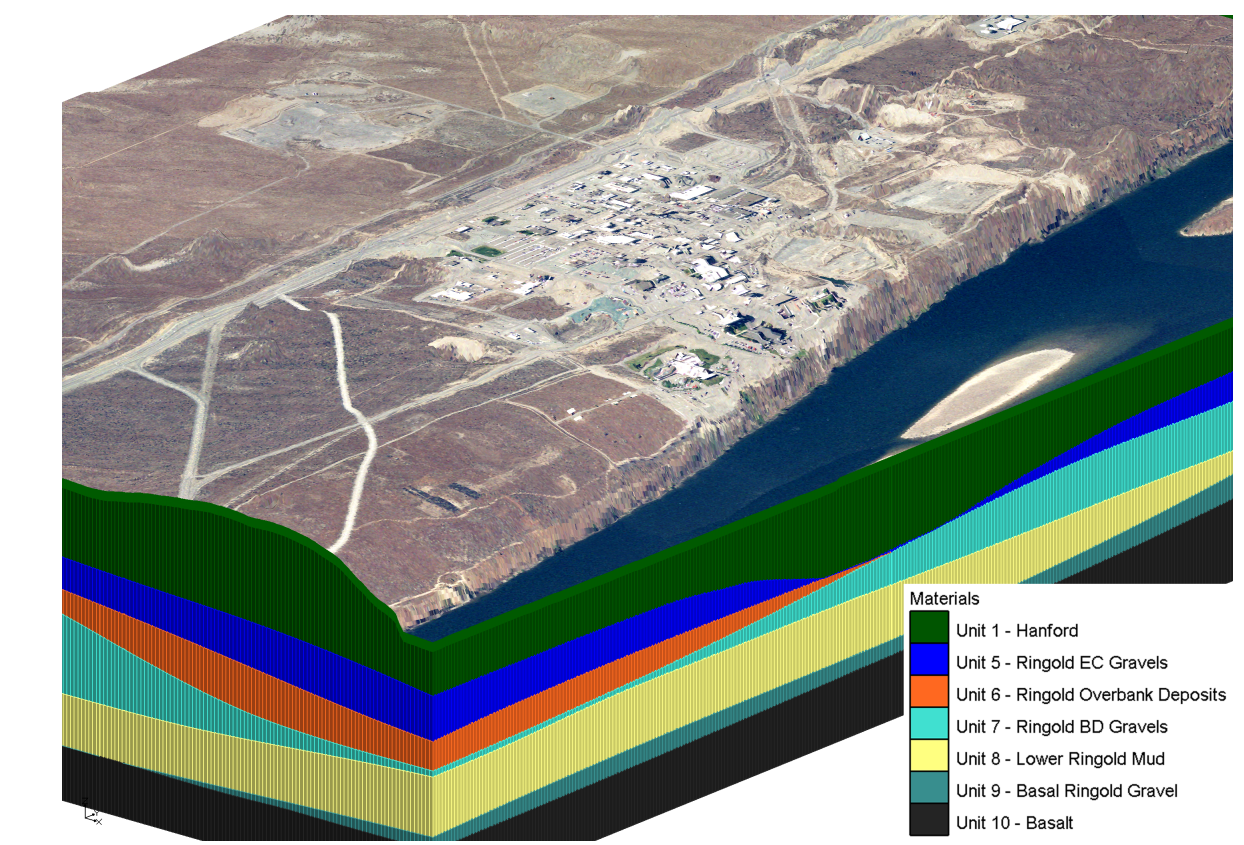 Materials
Unit 1 - Hanford
Unit 5 - Ringold EC Gravels
Unit 6 - Ringold Overbank Deposits
Unit 7 - Ringold BD Gravels
Unit 8 - Lower Ringold Mud
Unit 9 - Basal Ringold Gravel
Unit 10 - Basalt